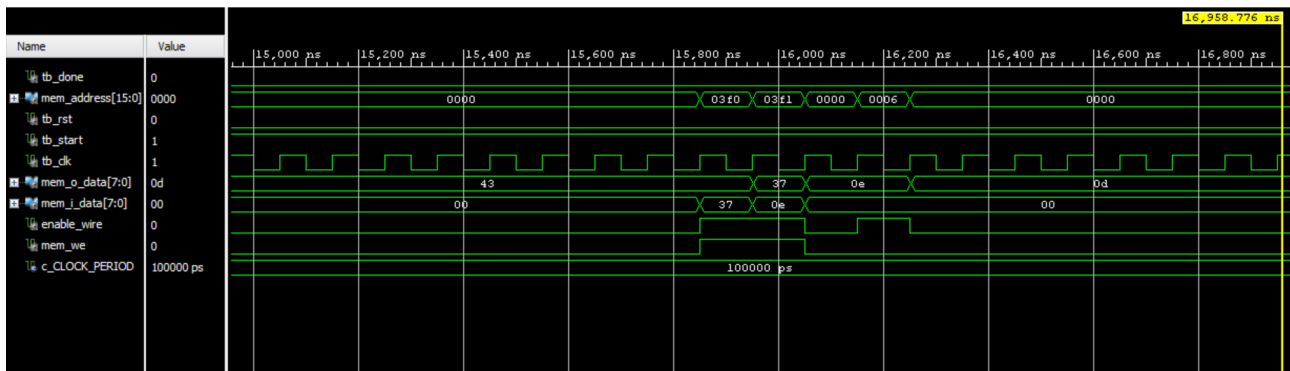 16,958.776 ns
Name Value
15,000 ns 15,200 ns 15,400 ns 15,600 ns 15,800 ns 16,000 ns 16,200 ns 16,400 ns 16,600 ns 16,800 ns
tb_done 0
mem_address[15:0] 0000 0000 03f0 03f1 0000 0006 0000
tb_rst 0
tb_start 1
tb_clk 1
mem_o_data[7:0] 0d 43 37 0e 0d
mem_i_data[7:0] 00 00 37 0e 00
enable_wire 0
mem_we 0
c_CLOCK_PERIOD 100000 ps 100000 ps